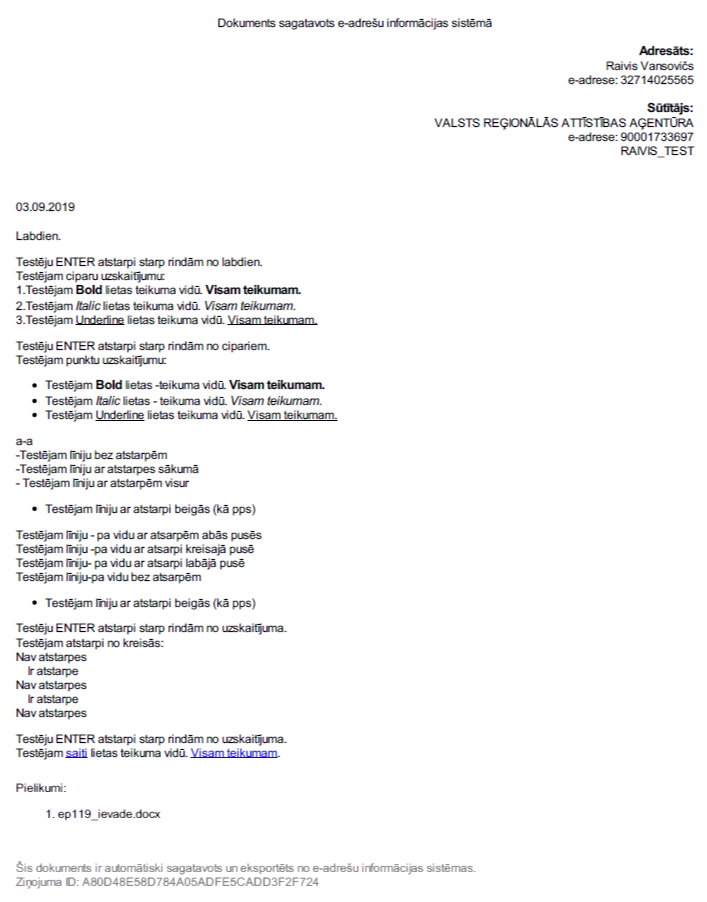 Dokuments sagatavots e-adrešu informācijas sistēmā
Adresāts:
Raivis Vansovičs
e-adrese: 32714025565
Sūtītājs:
VALSTS REĢIONĀLĀS ATTĪSTĪBAS AĢENTŪRA
e-adrese: 90001733697
RAIVIS_TEST
03.09.2019
Labdien.
Testēju ENTER atstarpi starp rindām no labdien.
Testējam ciparu uzskaitījumu:
1.Testējam Bold lietas teikuma vidū. Visam teikumam.
2.Testējam Italic lietas teikuma vidū. Visam teikumam.
3.Testējam Underline lietas teikuma vidū. Visam teikumam.
Testēju ENTER atstarpi starp rindām no cipariem.
Testējam punktu uzskaitījumu:
• Testējam Bold lietas -teikuma vidū. Visam teikumam.
• Testējam Italic lietas - teikuma vidū. Visam teikumam.
• Testējam Underline lietas teikuma vidū. Visam teikumam.
a-a
-Testējam līniju bez atstarpēm
-Testējam līniju ar atstarpes sākumā
- Testējam līniju ar atstarpēm visur
• Testējam līniju ar atstarpi beigās (kā pps)
Testējam līniju - pa vidu ar atsarpēm abās pusēs
Testējam līniju -pa vidu ar atsarpi kreisajā pusē
Testējam līniju- pa vidu ar atsarpi labājā pusē
Testējam līniju-pa vidu bez atsarpēm
• Testējam līniju ar atstarpi beigās (kā pps)
Testēju ENTER atstarpi starp rindām no uzskaitījuma.
Testējam atstarpi no kreisās:
Nav atstarpes
Ir atstarpe
Nav atstarpes
Ir atstarpe
Nav atstarpes
Testēju ENTER atstarpi starp rindām no uzskaitījuma.
Testējam saiti lietas teikuma vidū. Visam teikumam.
Pielikumi:
1. ep119_ievade.docx
Šis dokuments ir automātiski sagatavots un eksportēts no e-adrešu informācijas sistēmas.
Ziņojuma ID: A80D48E58D784A05ADFE5CADD3F2F724